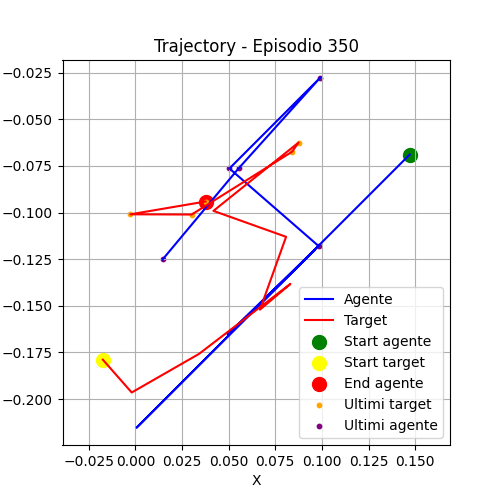 Trajectory - Episodio 350
−0.025
−0.050
−0.075
−0.100
−0.125
−0.150
−0.175
−0.200
Agente
Target
Start agente
Start target
End agente
Ultimi target
Ultimi agente
−0.025 0.000 0.025 0.050 0.075 0.100 0.125 0.150
X